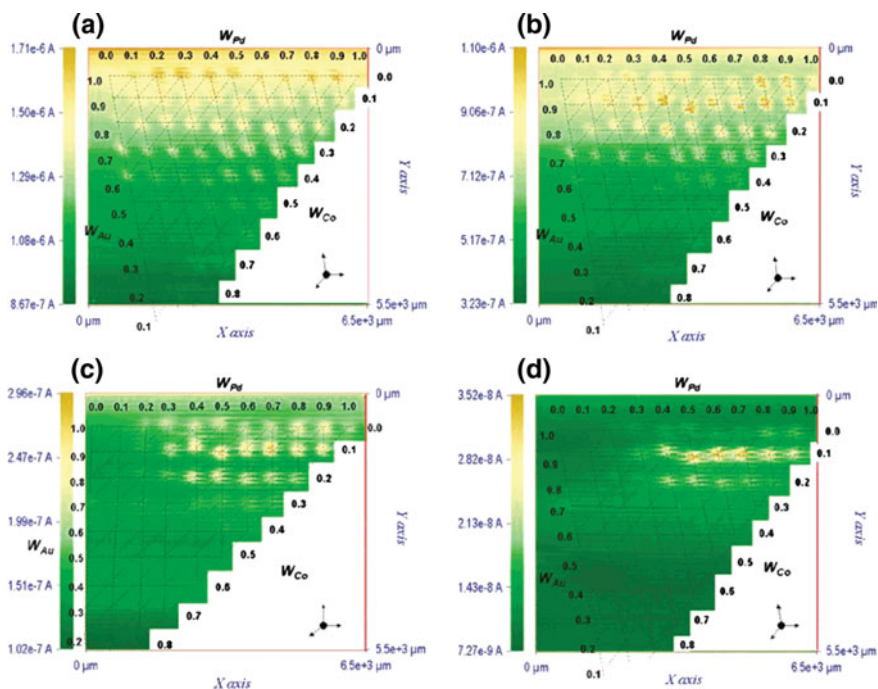 (a)
W_Pd
1.71e-6 A
0 µm
0.0 0.1 0.2 0.3 0.4 0.5 0.6 0.7 0.8 0.9 1.0
1.0
0.0
0.9
0.1
1.50e-6 A
0.8
0.2
0.7
0.3
1.29e-6 A
0.6
0.4
Y axis
0.5
0.5
W_Co
W_Au
0.4
0.6
1.08e-6 A
0.3
0.7
0.2
0.8
8.67e-7 A
5.5e+3 µm
0 µm
0.1
6.5e+3 µm
X axis
(b)
W_Pd
1.10e-6 A
0 µm
0.0 0.1 0.2 0.3 0.4 0.5 0.6 0.7 0.8 0.9 1.0
1.0
0.0
0.9
0.1
9.06e-7 A
0.8
0.2
0.7
0.3
7.12e-7 A
0.6
0.4
Y axis
0.5
0.5
W_Co
W_Au
0.4
0.6
5.17e-7 A
0.3
0.7
0.2
0.8
3.23e-7 A
5.5e+3 µm
0 µm
0.1
6.5e+3 µm
X axis
(c)
W_Pd
2.96e-7 A
0 µm
0.0 0.1 0.2 0.3 0.4 0.5 0.6 0.7 0.8 0.9 1.0
1.0
0.0
0.9
0.1
2.47e-7 A
0.8
0.2
0.7
0.3
1.99e-7 A
0.6
0.4
Y axis
W_Au
0.5
0.5
W_Co
0.4
0.6
1.51e-7 A
0.3
0.7
0.2
0.8
1.02e-7 A
5.5e+3 µm
0 µm
6.5e+3 µm
X axis
(d)
W_Pd
3.52e-8 A
0 µm
0.0 0.1 0.2 0.3 0.4 0.5 0.6 0.7 0.8 0.9 1.0
1.0
0.0
0.9
0.1
2.82e-8 A
0.8
0.2
0.7
0.3
2.13e-8 A
0.6
0.4
Y axis
0.5
0.5
W_Co
W_Au
0.4
0.6
1.43e-8 A
0.3
0.7
0.2
0.8
7.27e-9 A
5.5e+3 µm
0 µm
0.1
6.5e+3 µm
X axis